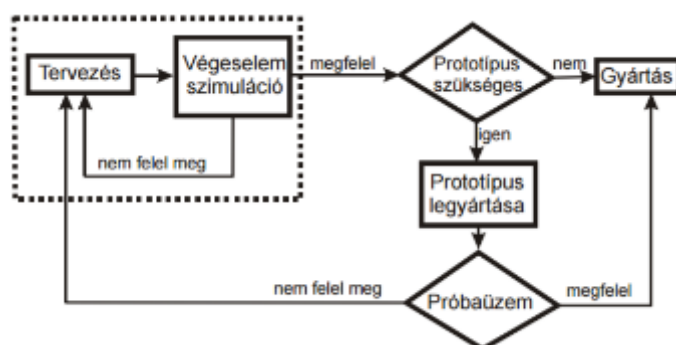 Tervezés
Végeselem
szimuláció
megfelel
Prototípus
szükséges
nem
Gyártás
nem felel meg
igen
Prototípus
legyártása
nem felel meg
Próbaüzem
megfelel